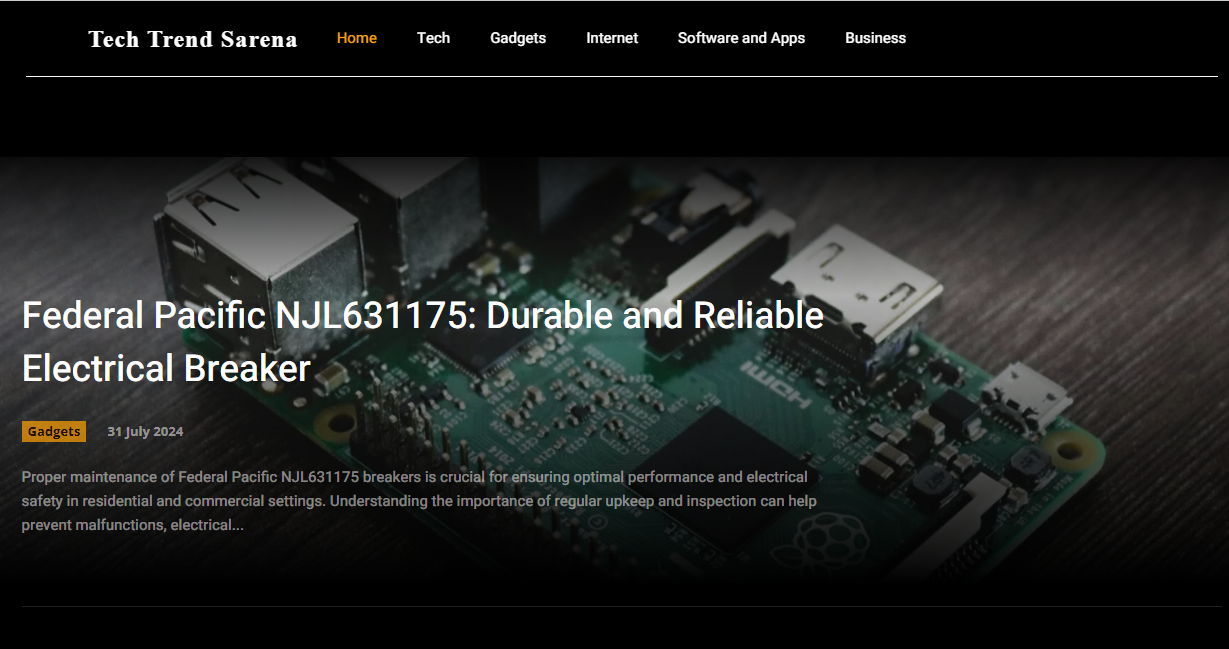 Tech Trend Sarena
Home
Tech
Gadgets
Internet
Software and Apps
Business
Federal Pacific NJL631175: Durable and Reliable
Electrical Breaker
Gadgets
31 July 2024
Proper maintenance of Federal Pacific NJL631175 breakers is crucial for ensuring optimal performance and electrical
safety in residential and commercial settings. Understanding the importance of regular upkeep and inspection can help
prevent malfunctions, electrical...
HDMI